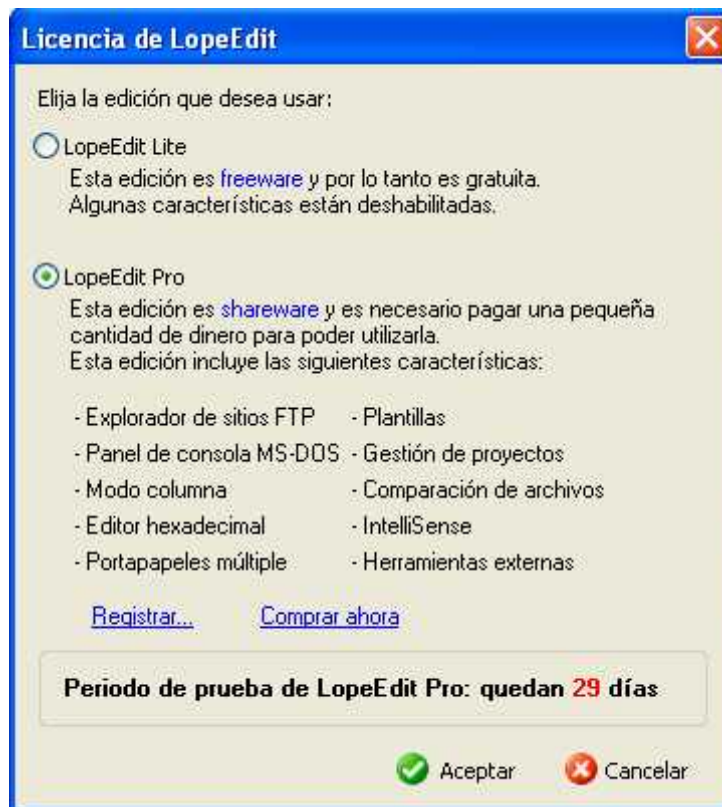 Licencia de LopeEdit
Elija la edición que desea usar:
LopeEdit Lite
Esta edición es freeware y por lo tanto es gratuita.
Algunas características están deshabilitadas.
LopeEdit Pro
Esta edición es shareware y es necesario pagar una pequeña
cantidad de dinero para poder utilizarla.
Esta edición incluye las siguientes características:
- Explorador de sitios FTP - Plantillas
- Panel de consola MS-DOS - Gestión de proyectos
- Modo columna - Comparación de archivos
- Editor hexadecimal - IntelliSense
- Portapapeles múltiple - Herramientas externas
Registrar... Comprar ahora
Periodo de prueba de LopeEdit Pro: quedan 29 días
Aceptar Cancelar